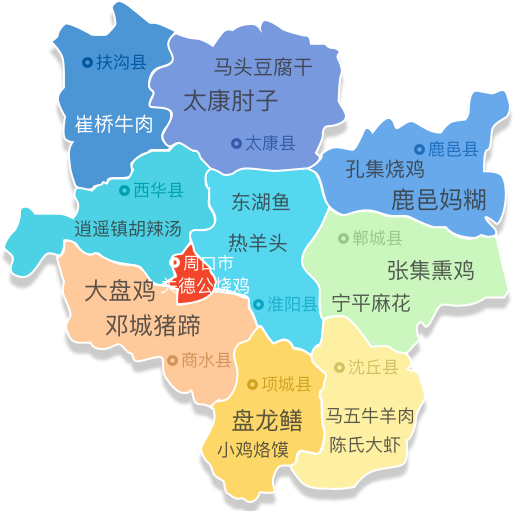 扶沟县
马头豆腐干
太康肘子
崔桥牛肉
太康县
鹿邑县
孔集烧鸡
西华县
鹿邑妈糊
东湖鱼
逍遥镇胡辣汤
郸城县
热羊头
周口市
张集熏鸡
德公烧鸡
大盘鸡
淮阳县
宁平麻花
邓城猪蹄
商水县
沈丘县
项城县
盘龙鳝
马五牛羊肉
小鸡烙馍
陈氏大虾